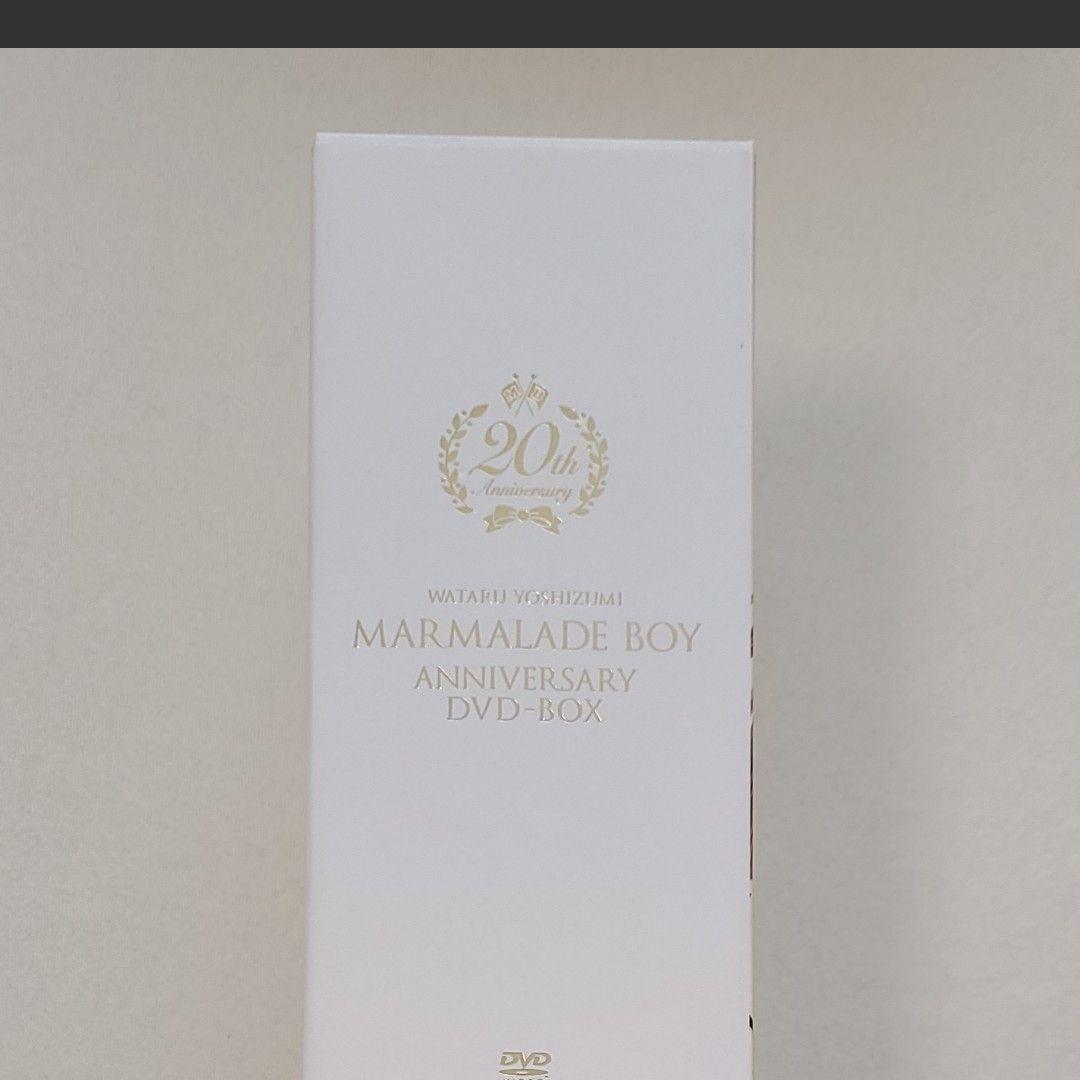 M B
20th
Anniversary
WATARU YOSHIZUMI
MARMALADE BOY
ANNIVERSARY
DVD-BOX
DVD